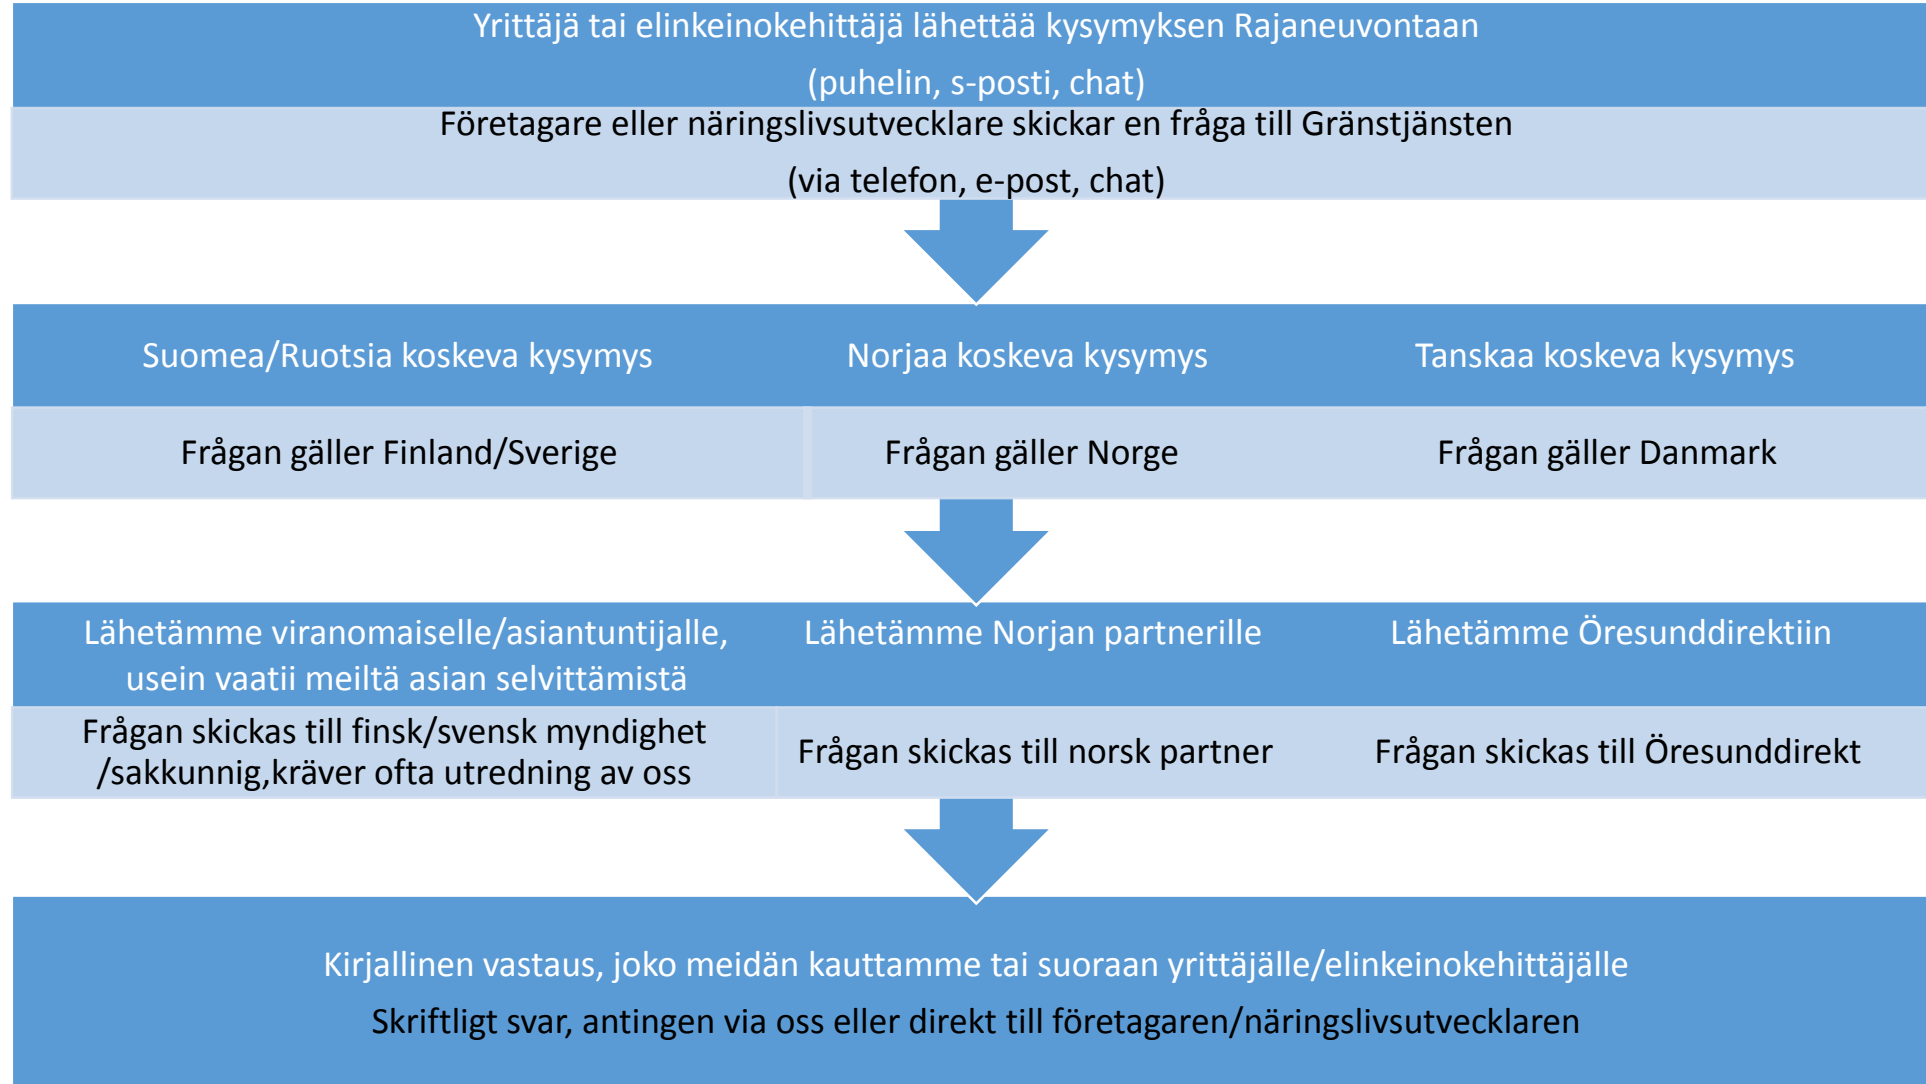 Yrittäjä tai elinkeinokehittäjä lähettää kysymyksen Rajaneuvontaan
(puhelin, s-posti, chat)
Företagare eller näringslivsutvecklare skickar en fråga till Gränstjänsten
(via telefon, e-post, chat)
Suomea/Ruotsia koskeva kysymys
Norjaa koskeva kysymys
Tanskaa koskeva kysymys
Frågan gäller Finland/Sverige
Frågan gäller Norge
Frågan gäller Danmark
Lähetämme viranomaiselle/asiantuntijalle,
usein vaatii meiltä asian selvittämistä
Lähetämme Norjan partnerille
Lähetämme Öresunddirektiin
Frågan skickas till finsk/svensk myndighet
/sakkunnig,kräver ofta utredning av oss
Frågan skickas till norsk partner
Frågan skickas till Öresunddirekt
Kirjallinen vastaus, joko meidán kauttamme tai suoraan yrittäjälle/elinkeinokehittäjälle
Skriftligt svar, antingen via oss eller direkt till företagaren/näringslivsutvecklaren